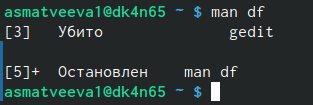 asmatveeva1@dk4n65 ~ $ man df
[3]   Убито                   gedit
[5]+  Остановлен    man df
asmatveeva1@dk4n65 ~ $